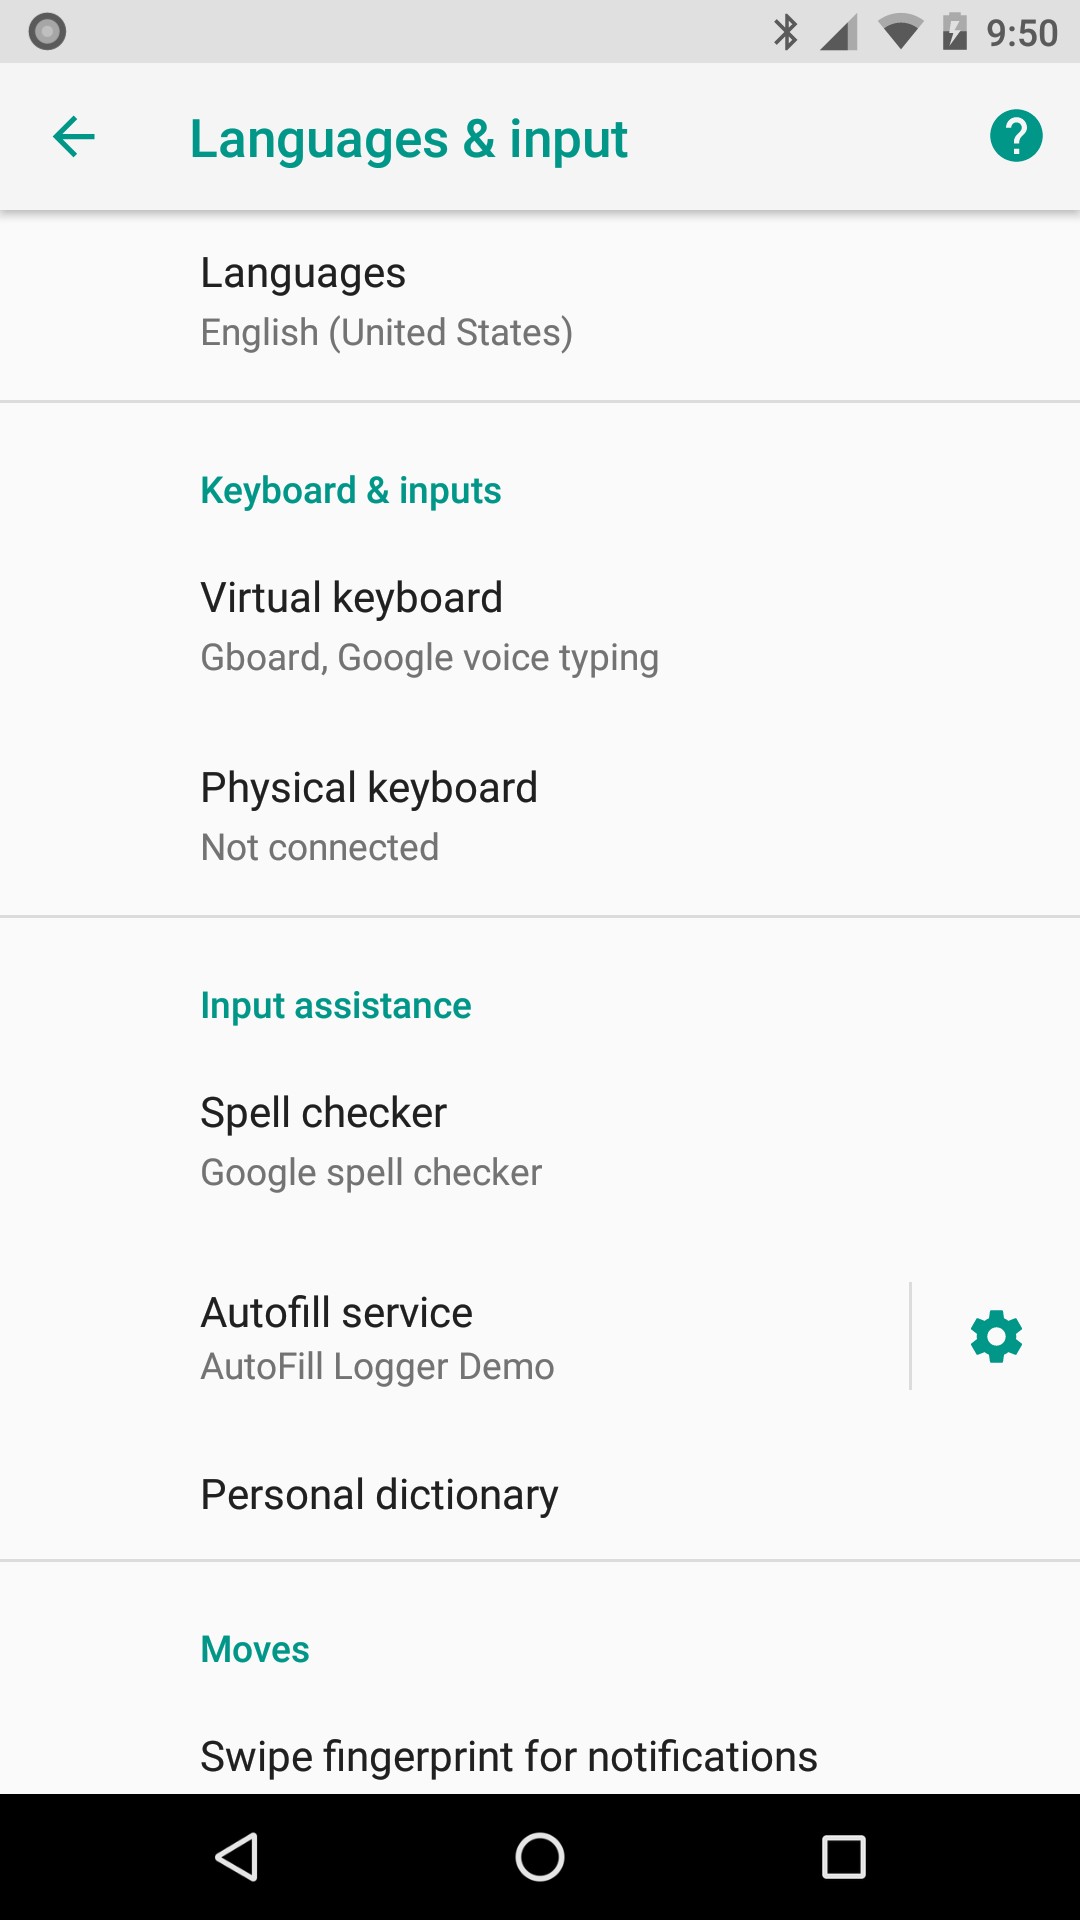 9:50
Languages & input
Languages
English (United States)
Keyboard & inputs
Virtual keyboard
Gboard, Google voice typing
Physical keyboard
Not connected
Input assistance
Spell checker
Google spell checker
Autofill service
AutoFill Logger Demo
Personal dictionary
Moves
Swipe fingerprint for notifications